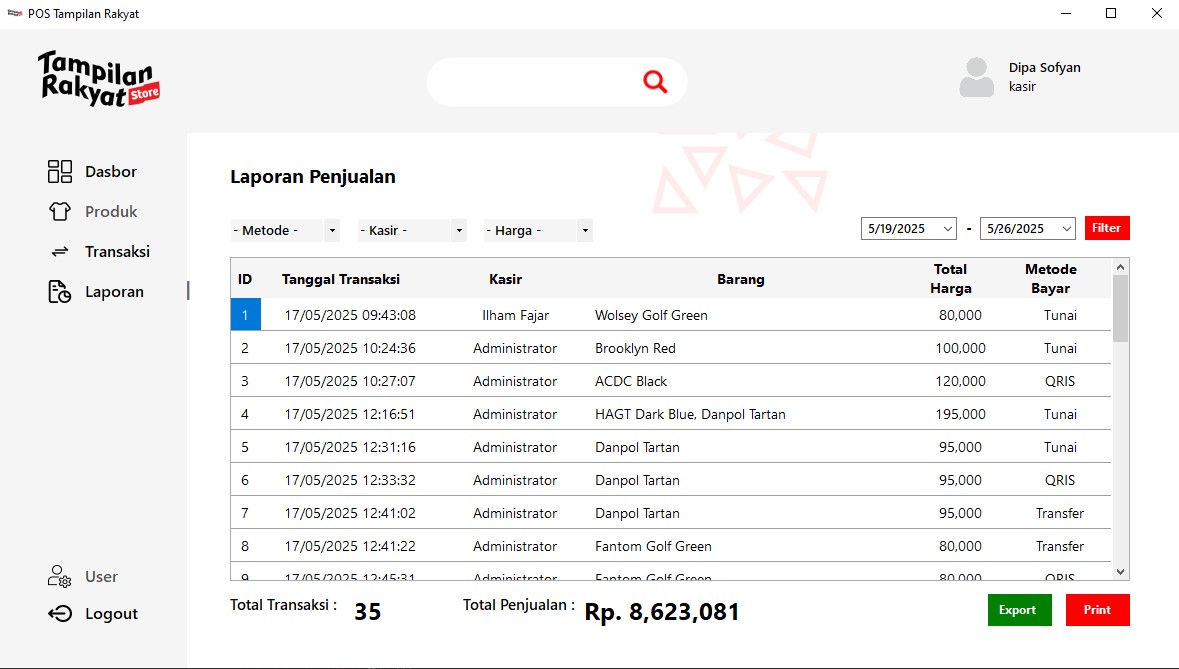 POS Tampilan Rakyat
Tampilan
Rakyat Store
Dipa Sofyan
kasir
Dasbor
Produk
Transaksi
Laporan
User
Logout
Laporan Penjualan
- Metode - - Kasir - - Harga - 5/19/2025 - 5/26/2025 Filter
ID Tanggal Transaksi Kasir Barang Total Harga Metode Bayar
1 17/05/2025 09:43:08 Ilham Fajar Wolsey Golf Green 80,000 Tunai
2 17/05/2025 10:24:36 Administrator Brooklyn Red 100,000 Tunai
3 17/05/2025 10:27:07 Administrator ACDC Black 120,000 QRIS
4 17/05/2025 12:16:51 Administrator HAGT Dark Blue, Danpol Tartan 195,000 Tunai
5 17/05/2025 12:31:16 Administrator Danpol Tartan 95,000 Tunai
6 17/05/2025 12:33:32 Administrator Danpol Tartan 95,000 QRIS
7 17/05/2025 12:41:02 Administrator Danpol Tartan 95,000 Transfer
8 17/05/2025 12:41:22 Administrator Fantom Golf Green 80,000 Transfer
9 17/05/2025 12:45:31 Administrator Fantom Golf Green 80,000 QRIS
Total Transaksi : 35 Total Penjualan : Rp. 8,623,081 Export Print